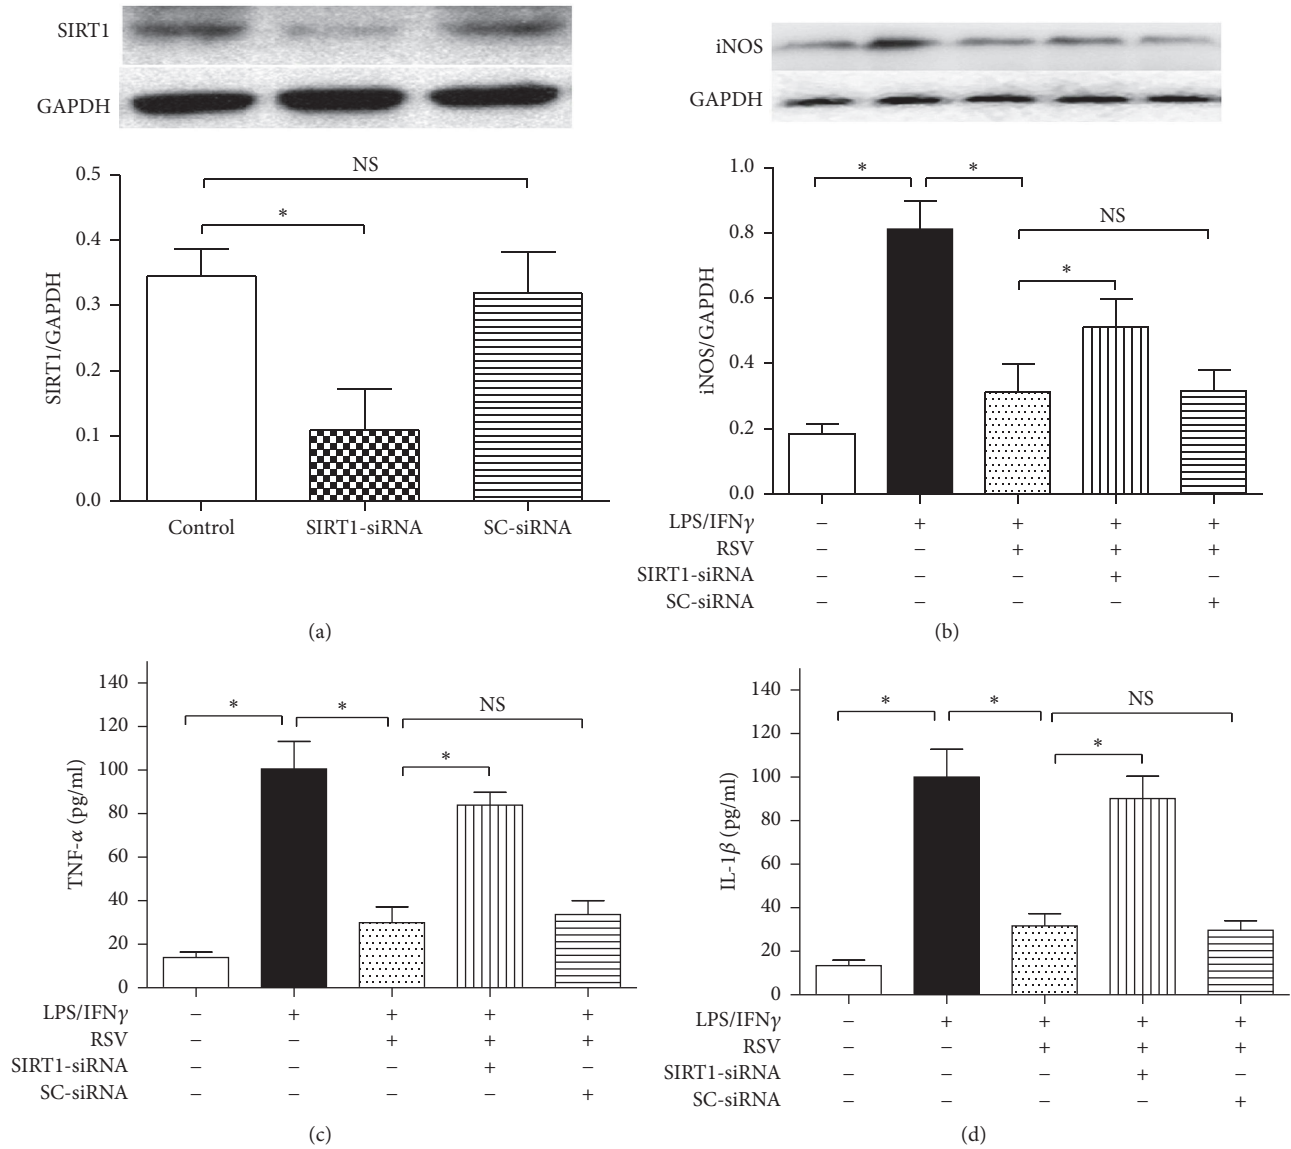 SIRT1
GAPDH
NS
*
0.5
0.4
0.3
0.2
0.1
0.0
SIRT1/GAPDH
Control SIRT1-siRNA SC-siRNA
(a)
iNOS
GAPDH
* *
NS
*
1.0
0.8
0.6
0.4
0.2
0.0
iNOS/GAPDH
LPS/IFNγ − + + + +
RSV − − + + +
SIRT1-siRNA − − − + −
SC-siRNA − − − − +
(b)
* * NS
*
140
120
100
80
60
40
20
0
TNF-α (pg/ml)
LPS/IFNγ − + + + +
RSV − − + + +
SIRT1-siRNA − − − + −
SC-siRNA − − − − +
(c)
* * NS
*
140
120
100
80
60
40
20
0
IL-1β (pg/ml)
LPS/IFNγ − + + + +
RSV − − + + +
SIRT1-siRNA − − − + −
SC-siRNA − − − − +
(d)